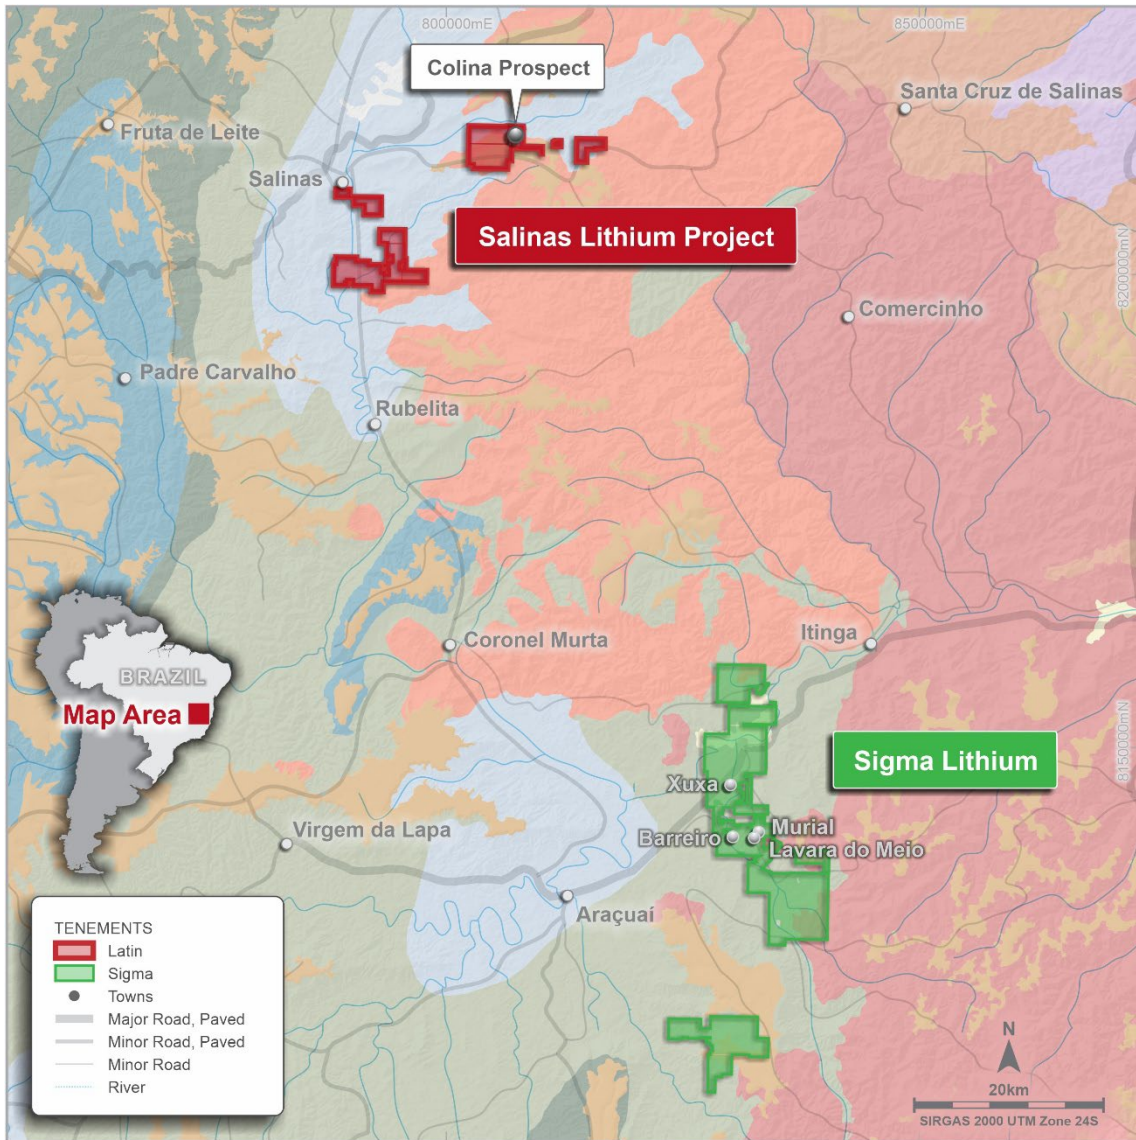 800000mE
850000mE
Colina Prospect
Santa Cruz de Salinas
Fruta de Leite
Salinas
Salinas Lithium Project
8200000mN
Comercinho
Padre Carvalho
Rubelita
Coronel Murta
Itinga
BRAZIL
Map Area
8150000mN
Sigma Lithium
Xuxa
Virgem da Lapa
Barreiro
Murial
Lavara do Meio
Araçuaí
TENEMENTS
Latin
Sigma
Towns
Major Road, Paved
Minor Road, Paved
Minor Road
River
N
20km
SIRGAS 2000 UTM Zone 24S